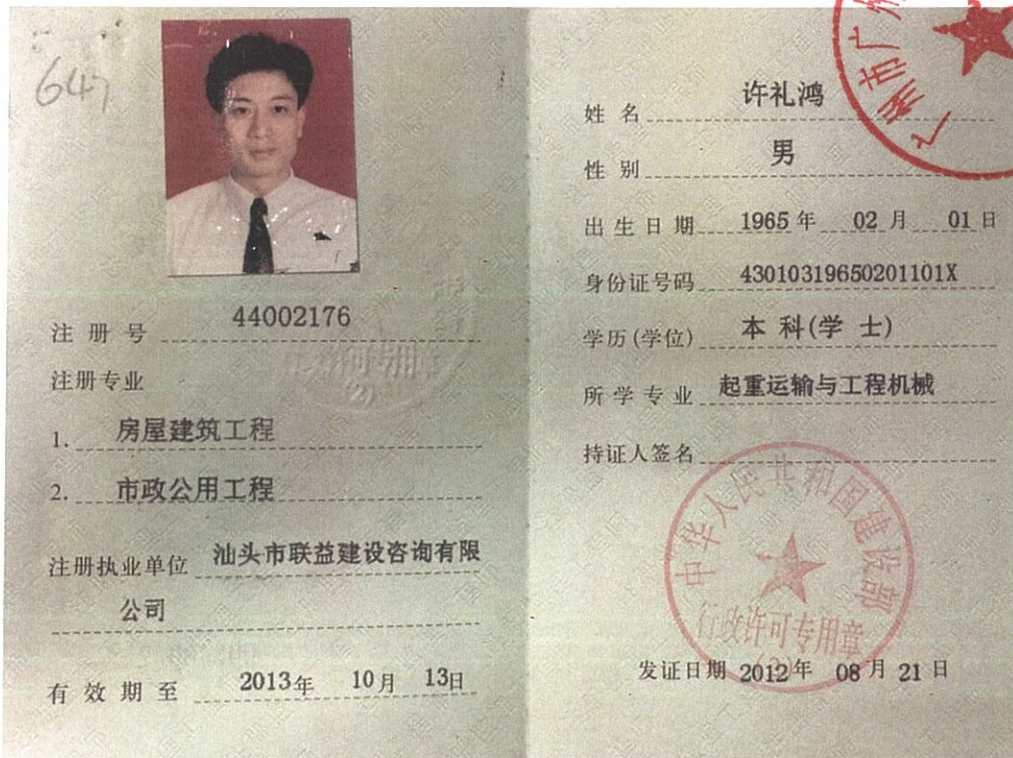 647
注 册 号 44002176
注册专业
1. 房屋建筑工程
2. 市政公用工程
注册执业单位 汕头市联益建设咨询有限
公司
有 效 期 至 2013年 10月 13日
姓 名 许礼鸿
性 别 男
出 生 日 期 1965年 02月 01日
身份证号码 43010319650201101X
学历(学位) 本 科(学 士)
所 学 专 业 起重运输与工程机械
持证人签名
中华人民共和国建设部
行政许可专用章
(2)
发证日期 2012年 08月 21日